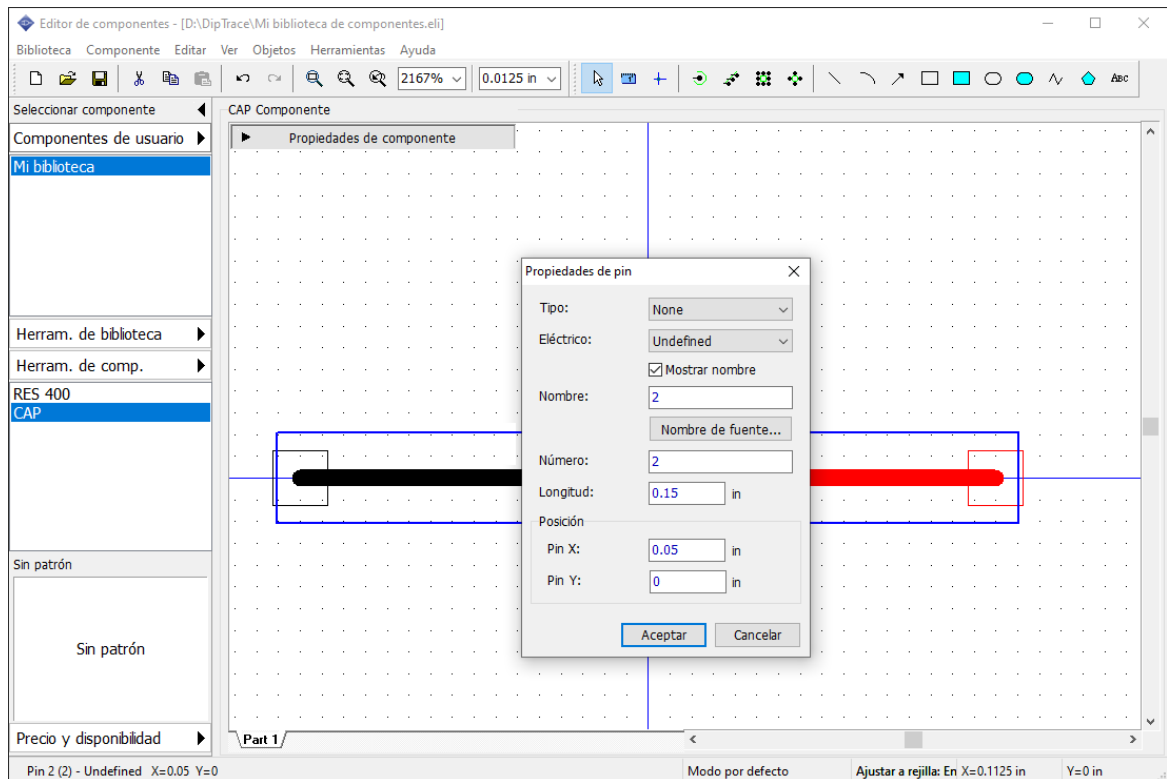 Editor de componentes - [D:\DipTrace\Mi biblioteca de componentes.eli]
Biblioteca Componente Editar Ver Objetos Herramientas Ayuda
2167% 0.0125 in ABC
Seleccionar componente
Componentes de usuario
Mi biblioteca
Herram. de biblioteca
Herram. de comp.
RES 400
CAP
Sin patrón
Sin patrón
Precio y disponibilidad
CAP Componente
Propiedades de componente
Propiedades de pin
Tipo: None
Eléctrico: Undefined
Mostrar nombre
Nombre: 2
Nombre de fuente...
Número: 2
Longitud: 0.15 in
Posición
Pin X: 0.05 in
Pin Y: 0 in
Aceptar Cancelar
Part 1
Pin 2 (2) - Undefined X=0.05 Y=0 Modo por defecto Ajustar a rejilla: En X=0.1125 in Y=0 in